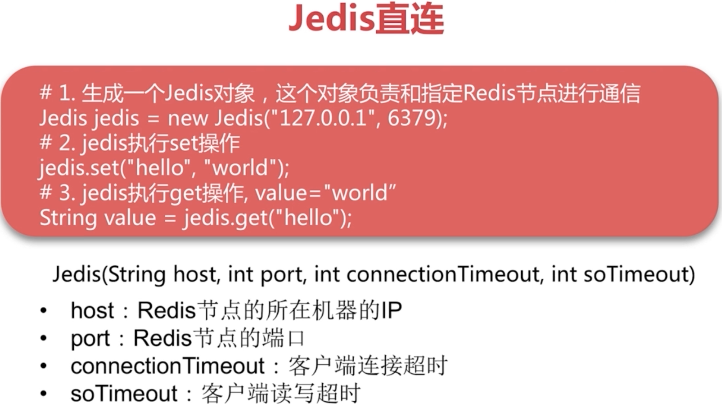 Jedis直连
# 1. 生成一个Jedis对象，这个对象负责和指定Redis节点进行通信
Jedis jedis = new Jedis("127.0.0.1", 6379);
# 2. jedis执行set操作
jedis.set("hello", "world");
# 3. jedis执行get操作, value="world”
String value = jedis.get("hello");
Jedis(String host, int port, int connectionTimeout, int soTimeout)
• host：Redis节点的所在机器的IP
• port：Redis节点的端口
• connectionTimeout：客户端连接超时
• soTimeout：客户端读写超时